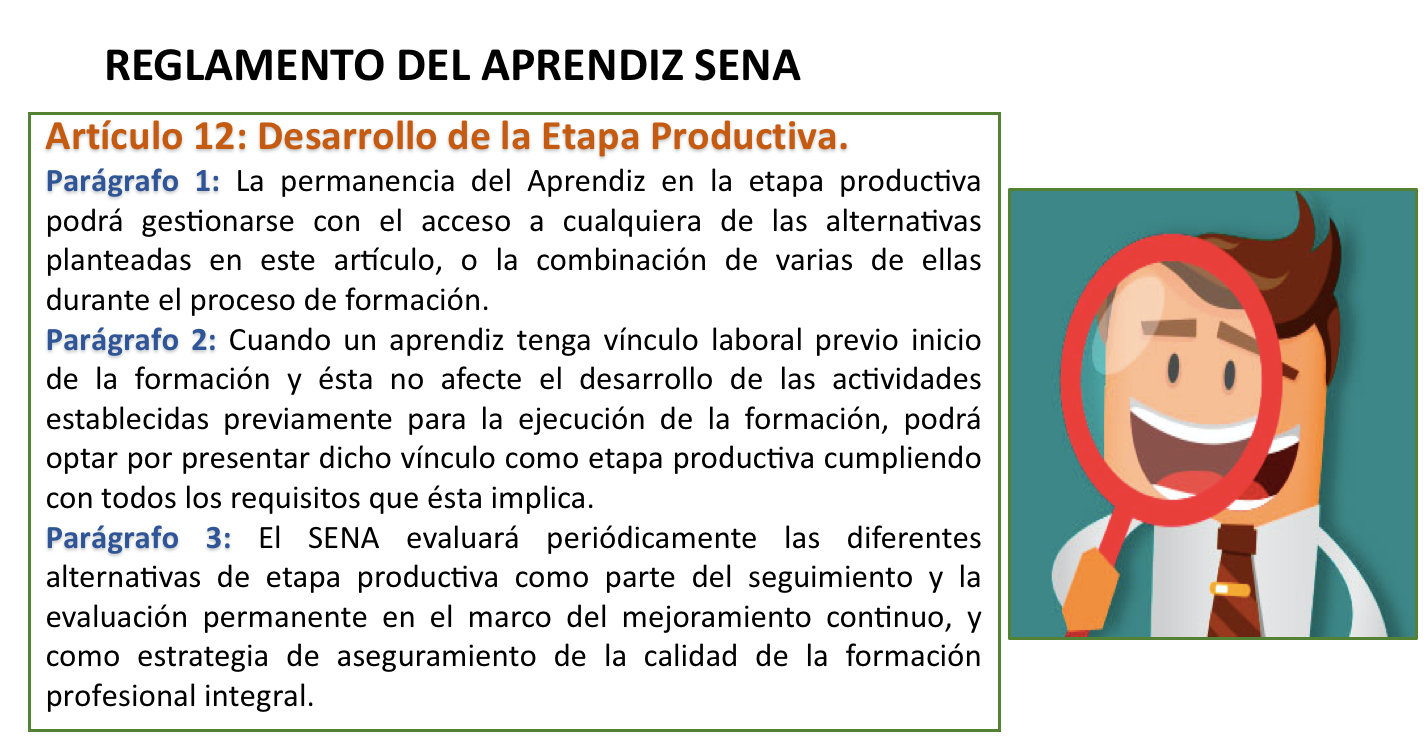 REGLAMENTO DEL APRENDIZ SENA
Artículo 12: Desarrollo de la Etapa Productiva.
Parágrafo 1: La permanencia del Aprendiz en la etapa productiva
podrá gestionarse con el acceso a cualquiera de las alternativas
planteadas en este artículo, o la combinación de varias de ellas
durante el proceso de formación.
Parágrafo 2: Cuando un aprendiz tenga vínculo laboral previo inicio
de la formación y ésta no afecte el desarrollo de las actividades
establecidas previamente para la ejecución de la formación, podrá
optar por presentar dicho vínculo como etapa productiva cumpliendo
con todos los requisitos que ésta implica.
Parágrafo 3: El SENA evaluará periódicamente las diferentes
alternativas de etapa productiva como parte del seguimiento y la
evaluación permanente en el marco del mejoramiento continuo, y
como estrategia de aseguramiento de la calidad de la formación
profesional integral.